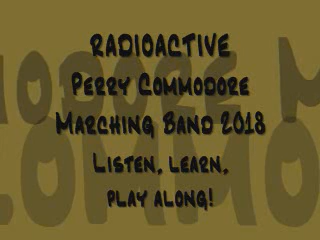 RADIOACTIVE
Perry Commodore
Marching Band 2018
Listen, learn,
play along!